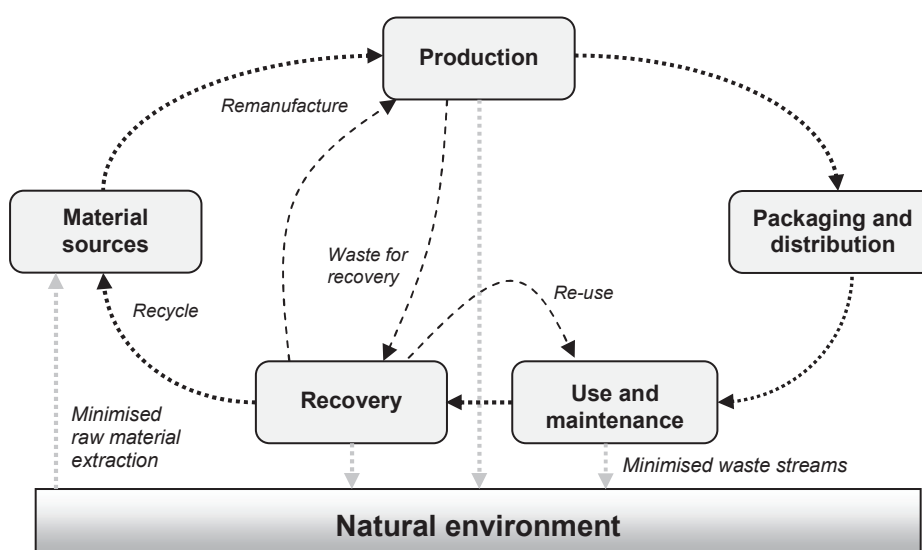 Production
Remanufacture
Material
sources
Packaging and
distribution
Waste for
recovery
Re-use
Recycle
Recovery
Use and
maintenance
Minimised
raw material
extraction
Minimised waste streams
Natural environment